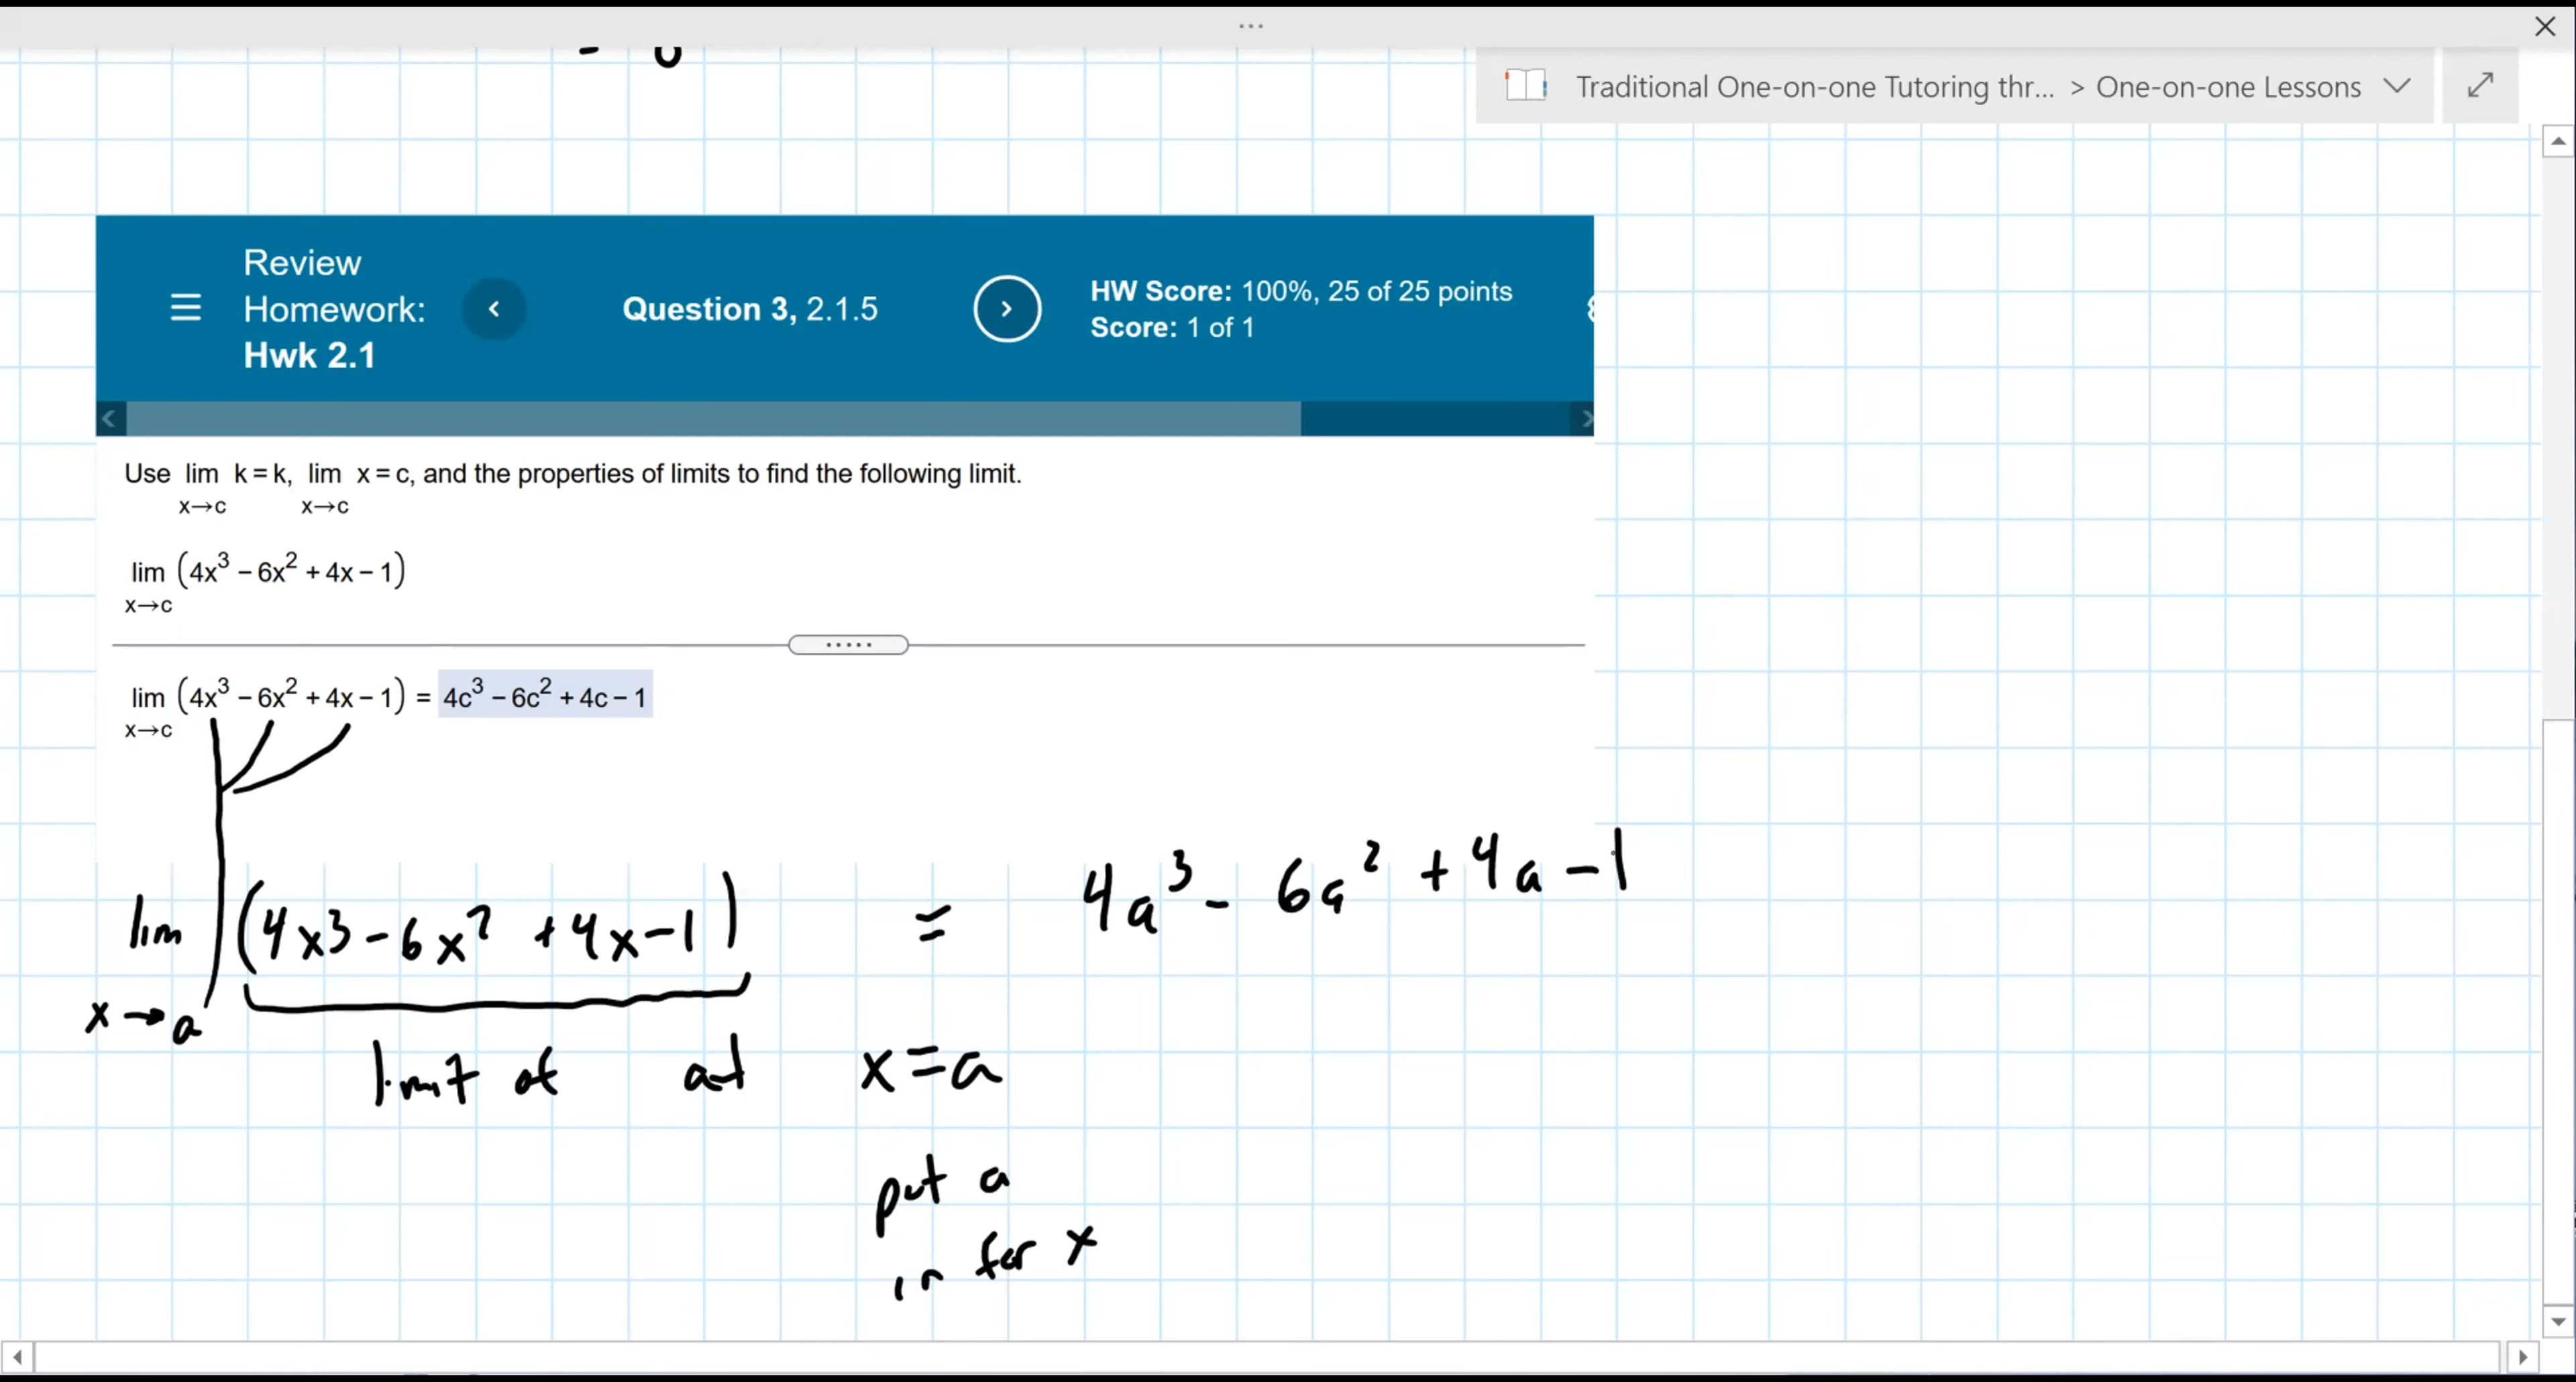 Traditional One-on-one Tutoring thr... > One-on-one Lessons
Review
Homework:
Hwk 2.1
Question 3, 2.1.5
HW Score: 100%, 25 of 25 points
Score: 1 of 1
Use lim k = k, lim x = c, and the properties of limits to find the following limit.
x→c x→c
lim (4x³ − 6x² + 4x − 1)
x→c
lim (4x³ − 6x² + 4x − 1) = 4c³ − 6c² + 4c − 1
x→c
lim (4x3 − 6x² + 4x − 1) = 4a³ − 6a² + 4a − 1
x→a
limit at at x = a
put a
in for x